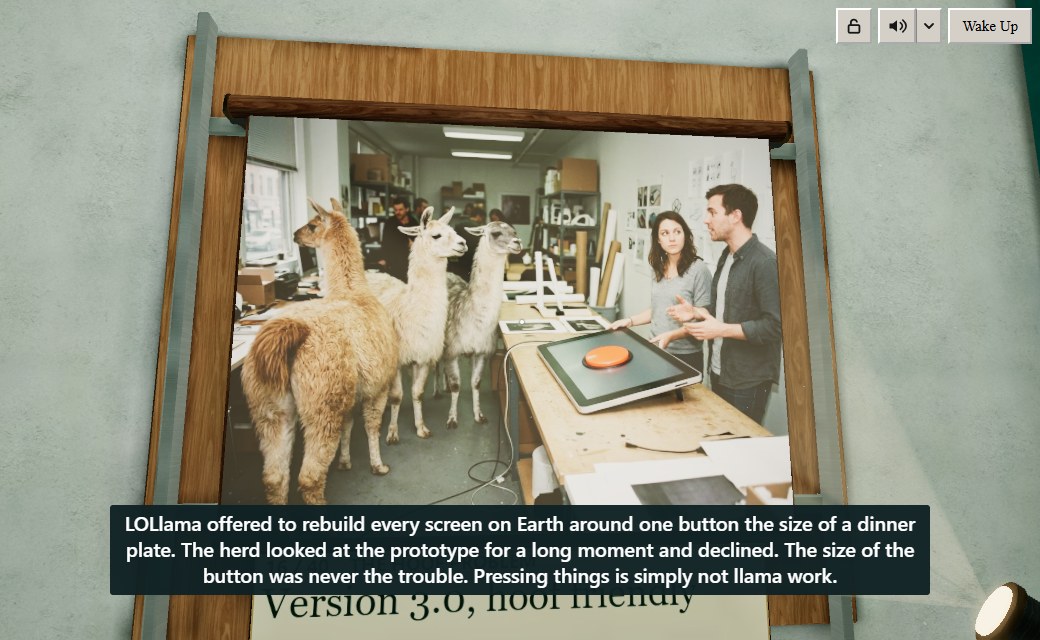 Wake Up
LOLlama offered to rebuild every screen on Earth around one button the size of a dinner
plate. The herd looked at the prototype for a long moment and declined. The size of the
button was never the trouble. Pressing things is simply not llama work.
Version 3.0, hoof friendly